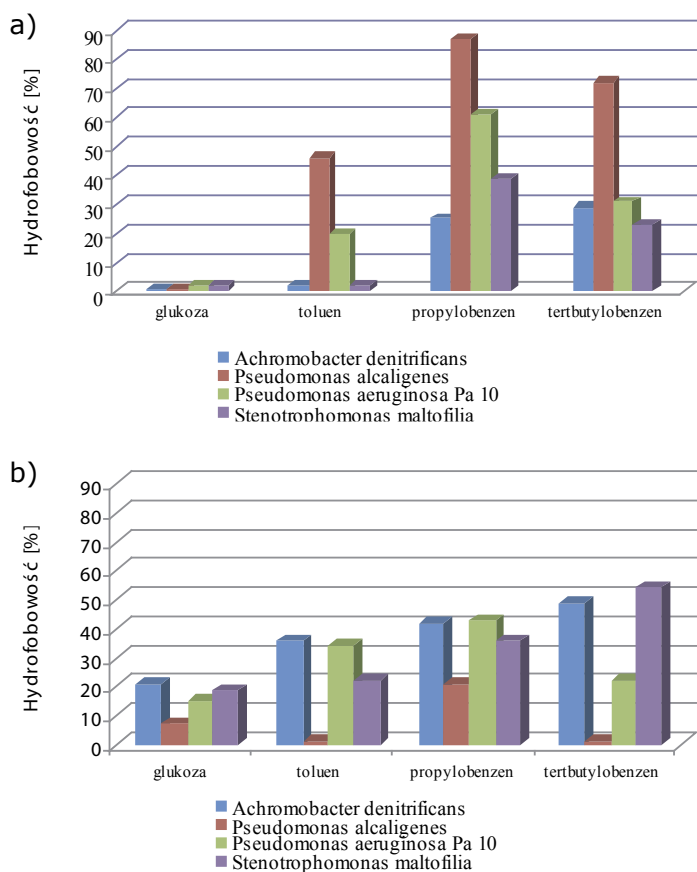 a)
Hydrofobowość [%]
90
80
70
60
50
40
30
20
10
0
glukoza toluen propylobenzen tertbutylobenzen
Achromobacter denitrificans
Pseudomonas alcaligenes
Pseudomonas aeruginosa Pa 10
Stenotrophomonas maltofilia
b)
Hydrofobowość [%]
90
80
70
60
50
40
30
20
10
0
glukoza toluen propylobenzen tertbutylobenzen
Achromobacter denitrificans
Pseudomonas alcaligenes
Pseudomonas aeruginosa Pa 10
Stenotrophomonas maltofilia